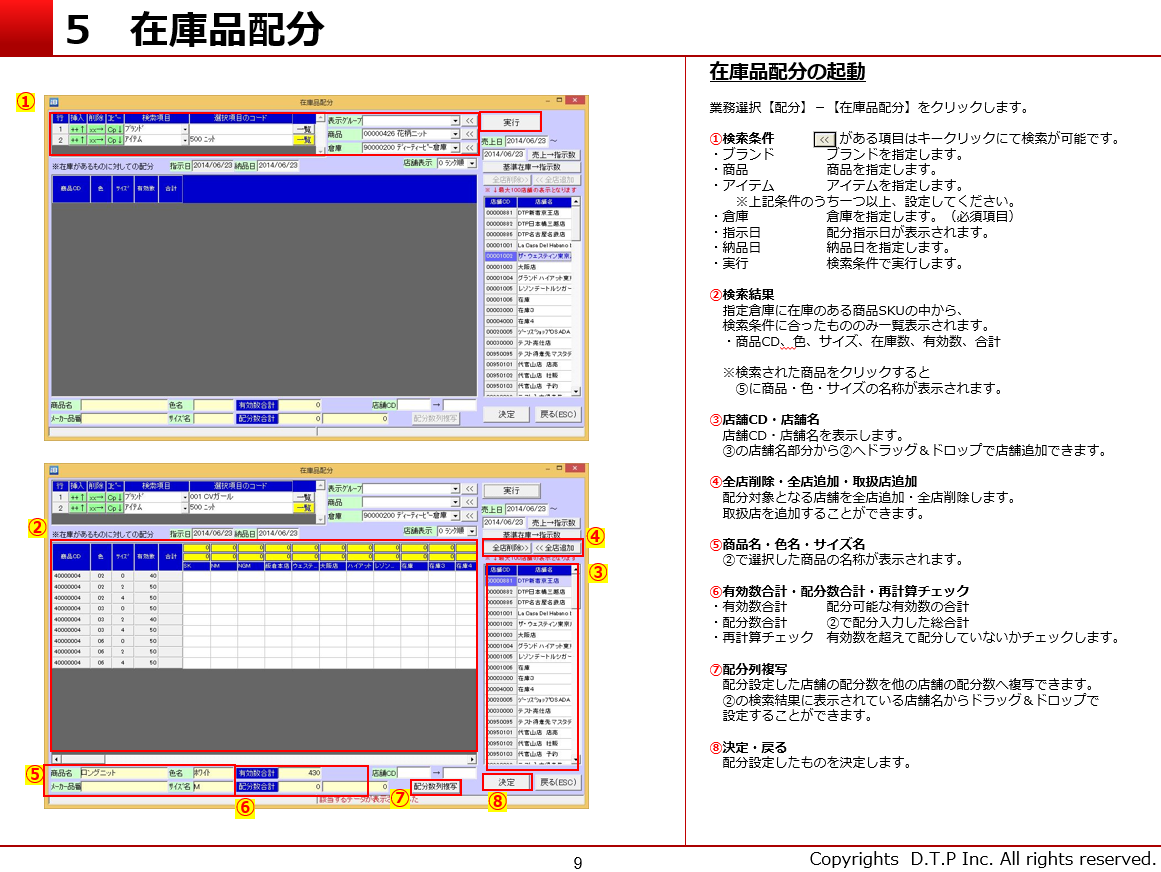 5　在庫品配分
①
在庫品配分
行 挿入 削除 ｺﾋﾟｰ 検索項目 選択項目のコード
1 ++↑ xx→ Cp↓ ﾌﾞﾗﾝﾄﾞ 一覧
2 ++↑ xx→ Cp↓ ｱｲﾃﾑ 500 ニット 一覧
表示グループ <<
商品 00000426 花柄ニット <<
倉庫 90000200 ディーティーピー倉庫 <<
実行
売上日 2014/06/23 ～
2014/06/23 売上→指示数
基準在庫→指示数
※在庫があるものに対しての配分 指示日 2014/06/23 納品日 2014/06/23 店舗表示 0 ランク順
全店削除>> <<全店追加
※ ↓最大100店舗の表示となります
商品CD 色 サイズ 有効数 合計
店舗CD 店舗名
00000881 DTP新宿京王店
00000882 DTP日本橋三越店
00000885 DTP名古屋名鉄店
00001001 La Casa Del Habano t
00001002 ザ・ウェスティン東京
00001003 大阪店
00001004 グランド ハイアット東
00001005 レソンデートルシガー
00001006 在庫
00003000 在庫3
00004000 在庫4
00020005 ゾーゾショップOSADA
00030000 テスト高仕店
00950095 テスト得意先マスタテ
00950101 代官山店 店売
00950102 代官山店 社販
00950103 代官山店 予約
商品名 色名 有効数合計 0 店舗CD →
メーカー品番 サイズ名 配分数合計 0 0 配分数列複写
決定 戻る(ESC)
②
在庫品配分
行 挿入 削除 ｺﾋﾟｰ 検索項目 選択項目のコード
1 ++↑ xx→ Cp↓ ﾌﾞﾗﾝﾄﾞ 001 CVガール 一覧
2 ++↑ xx→ Cp↓ ｱｲﾃﾑ 500 ニット 一覧
表示グループ <<
商品 <<
倉庫 90000200 ディーティーピー倉庫 <<
実行
売上日 2014/06/23 ～
2014/06/23 売上→指示数
基準在庫→指示数
※在庫があるものに対しての配分 指示日 2014/06/23 納品日 2014/06/23 店舗表示 0 ランク順
④
全店削除>> <<全店追加
③
商品CD 色 サイズ 有効数 合計
0 0 0 0 0 0 0 0 0 0 0
0 0 0 0 0 0 0 0 0 0 0
SK NM NGM 銀倉本店 ウェステ... 大阪店 ハイアット レソン... 在庫 在庫3 在庫4
40000004 02 0 40
40000004 02 2 50
40000004 02 4 50
40000004 03 0 50
40000004 03 2 40
40000004 03 4 50
40000004 06 0 50
40000004 06 2 50
40000004 06 4 50
店舗CD 店舗名
00000881 DTP新宿京王店
00000882 DTP日本橋三越店
00000885 DTP名古屋名鉄店
00001001 La Casa Del Habano t
00001002 ザ・ウェスティン東京
00001003 大阪店
00001004 グランド ハイアット東
00001005 レソンデートルシガー
00001006 在庫
00003000 在庫3
00004000 在庫4
00020005 ゾーゾショップOSADA
00030000 テスト高仕店
00950095 テスト得意先マスタテ
00950101 代官山店 店売
00950102 代官山店 社販
00950103 代官山店 予約
⑤
商品名 ロングニット 色名 ﾎﾜｲﾄ 有効数合計 430 店舗CD →
メーカー品番 サイズ名 M 配分数合計 0 0 配分数列複写
決定 戻る(ESC)
⑥
⑦
⑧
在庫品配分の起動
業務選択【配分】－【在庫品配分】をクリックします。
①検索条件　<< がある項目はキークリックにて検索が可能です。
・ブランド　ブランドを指定します。
・商品　商品を指定します。
・アイテム　アイテムを指定します。
※上記条件のうち一つ以上、設定してください。
・倉庫　倉庫を指定します。（必須項目）
・指示日　配分指示日が表示されます。
・納品日　納品日を指定します。
・実行　検索条件で実行します。
②検索結果
指定倉庫に在庫のある商品SKUの中から、
検索条件に合ったもののみ一覧表示されます。
・商品CD、色、サイズ、在庫数、有効数、合計
※検索された商品をクリックすると
⑤に商品・色・サイズの名称が表示されます。
③店舗CD・店舗名
店舗CD・店舗名を表示します。
③の店舗名部分から②へドラッグ＆ドロップで店舗追加できます。
④全店削除・全店追加・取扱店追加
配分対象となる店舗を全店追加・全店削除します。
取扱店を追加することができます。
⑤商品名・色名・サイズ名
②で選択した商品の名称が表示されます。
⑥有効数合計・配分数合計・再計算チェック
・有効数合計　配分可能な有効数の合計
・配分数合計　②で配分入力した総合計
・再計算チェック　有効数を超えて配分していないかチェックします。
⑦配分列複写
配分設定した店舗の配分数を他の店舗の配分数へ複写できます。
②の検索結果に表示されている店舗名からドラッグ＆ドロップで
設定することができます。
⑧決定・戻る
配分設定したものを決定します。
9
Copyrights D.T.P Inc. All rights reserved.